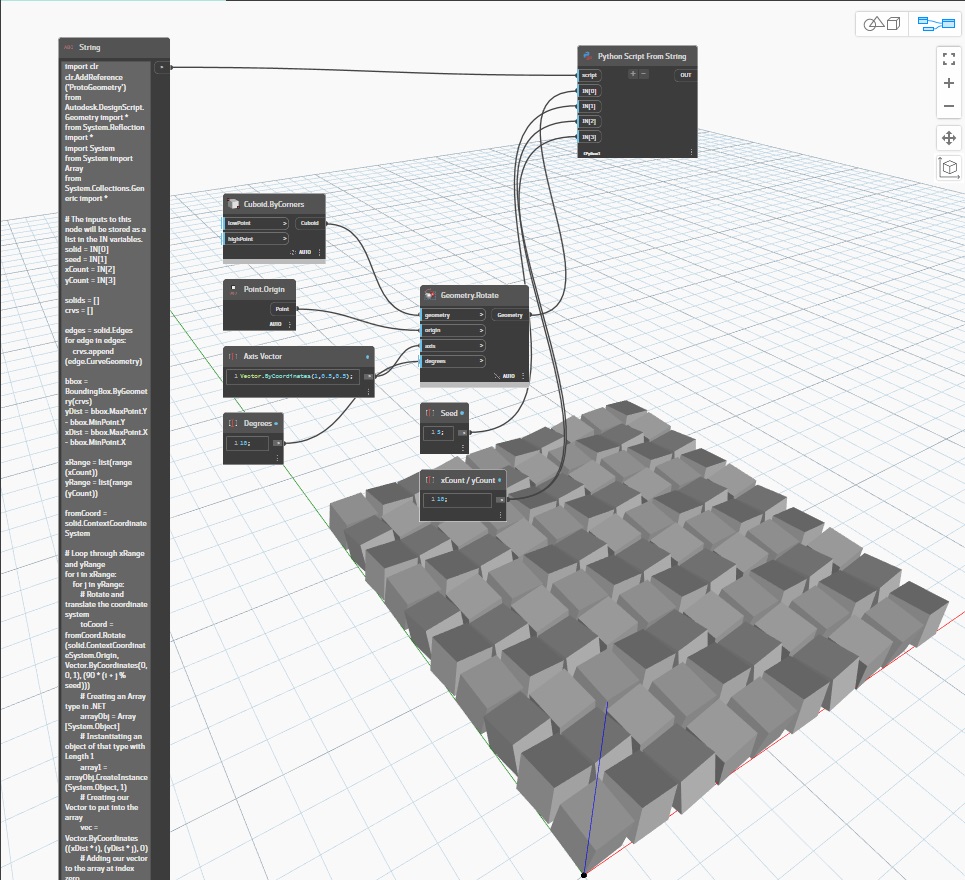 String
import clr
clr.AddReference
('ProtoGeometry')
from
Autodesk.DesignScript.
Geometry import *
from System.Reflection
import *
import System
from System import
Array
from
System.Collections.Gen
eric import *
# The inputs to this
node will be stored as a
list in the IN variables.
solid = IN[0]
seed = IN[1]
xCount = IN[2]
yCount = IN[3]
solids = []
crvs = []
edges = solid.Edges
for edge in edges:
crvs.append
(edge.CurveGeometry)
bbox =
BoundingBox.ByGeomet
ry(crvs)
yDist = bbox.MaxPoint.Y
- bbox.MinPoint.Y
xDist = bbox.MaxPoint.X
- bbox.MinPoint.X
xRange = list(range
(xCount))
yRange = list(range
(yCount))
fromCoord =
solid.ContextCoordinate
System
# Loop through xRange
and yRange
for i in xRange:
for j in yRange:
# Rotate and
translate the coordinate
system
toCoord =
fromCoord.Rotate
(solid.ContextCoordinat
eSystem.Origin,
Vector.ByCoordinates(0,
0, 1), (90 * (i + j %
seed)))
# Creating an Array
type in .NET
arrayObj = Array
[System.Object]
# Instantiating an
object of that type with
Length 1
array1 =
arrayObj.CreateInstance
(System.Object, 1)
# Creating our
Vector to put into the
array
vec =
Vector.ByCoordinates
((xDist * i), (yDist * j), 0)
# Adding our vector
to the array at index
zero
Python Script From String
script + − OUT
IN[0]
IN[1]
IN[2]
IN[3]
Cuboid.ByCorners
lowPoint > Cuboid
highPoint >
AUTO
Point.Origin
Point
AUTO
Axis Vector
1 Vector.ByCoordinates(1,0.5,0.5);
Degrees
1 10;
Geometry.Rotate
geometry > Geometry
origin >
axis >
degrees >
AUTO
Seed
1 5;
xCount / yCount
1 10;